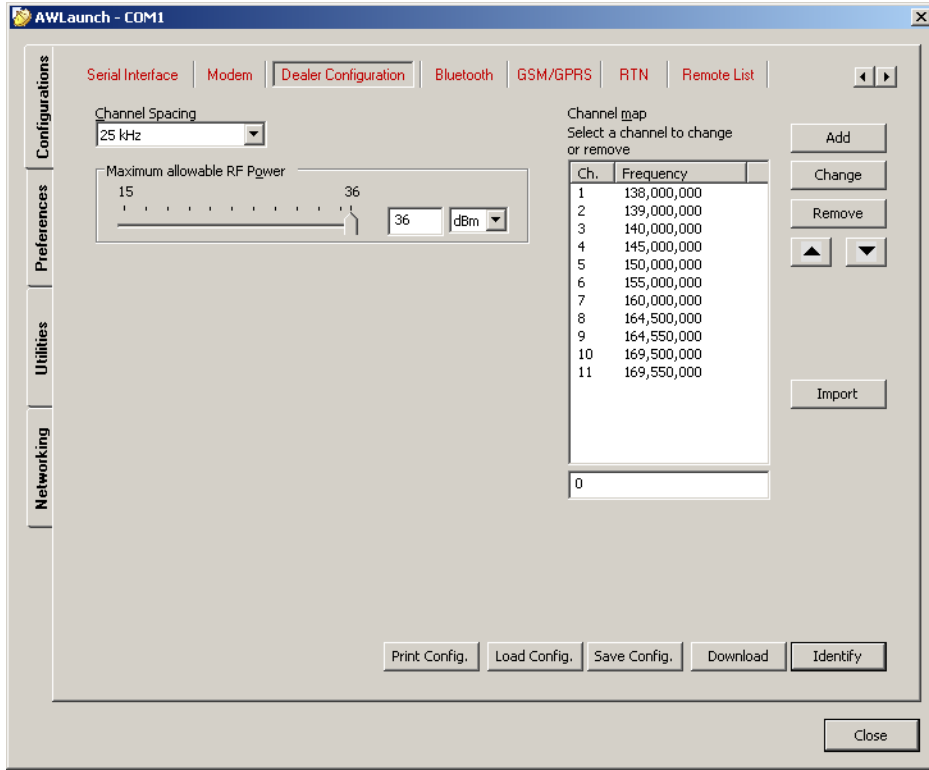 AWLaunch - COM1
Configurations
Preferences
Utilities
Networking
Serial Interface
Modem
Dealer Configuration
Bluetooth
GSM/GPRS
RTN
Remote List
Channel Spacing
25 kHz
Maximum allowable RF Power
15 36
36 dBm
Channel map
Select a channel to change
or remove
Ch. Frequency
1 138,000,000
2 139,000,000
3 140,000,000
4 145,000,000
5 150,000,000
6 155,000,000
7 160,000,000
8 164,500,000
9 164,550,000
10 169,500,000
11 169,550,000
0
Add
Change
Remove
Import
Print Config.
Load Config.
Save Config.
Download
Identify
Close